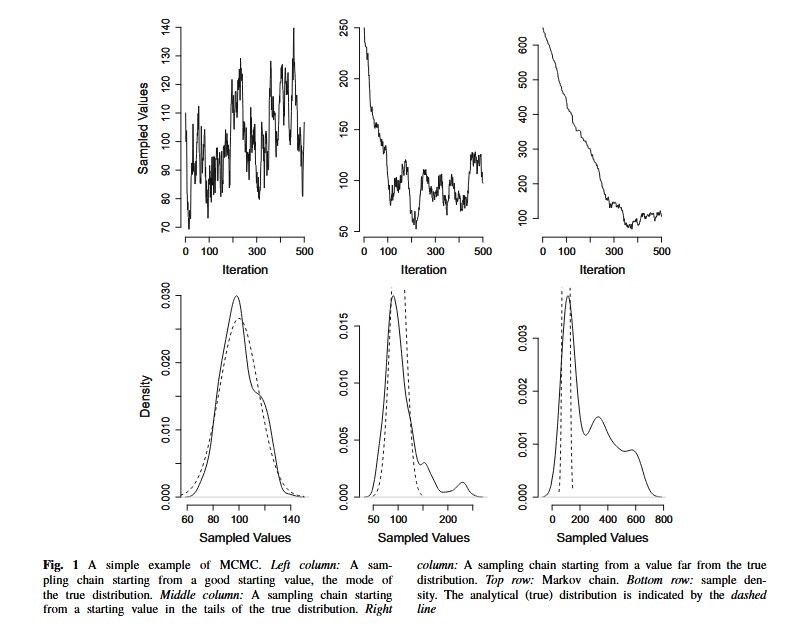 140
130
120
110
100
90
80
70
Sampled Values
0 100 300 500
Iteration
250
200
150
100
50
0 100 300 500
Iteration
600
500
400
300
200
100
0 100 300 500
Iteration
0.030
0.020
0.010
0.000
Density
60 80 100 140
Sampled Values
0.015
0.010
0.005
0.000
50 100 200
Sampled Values
0.003
0.002
0.001
0.000
0 200 400 600 800
Sampled Values
Fig. 1 A simple example of MCMC. Left column: A sam-
pling chain starting from a good starting value, the mode of
the true distribution. Middle column: A sampling chain starting
from a starting value in the tails of the true distribution. Right
column: A sampling chain starting from a value far from the true
distribution. Top row: Markov chain. Bottom row: sample den-
sity. The analytical (true) distribution is indicated by the dashed
line